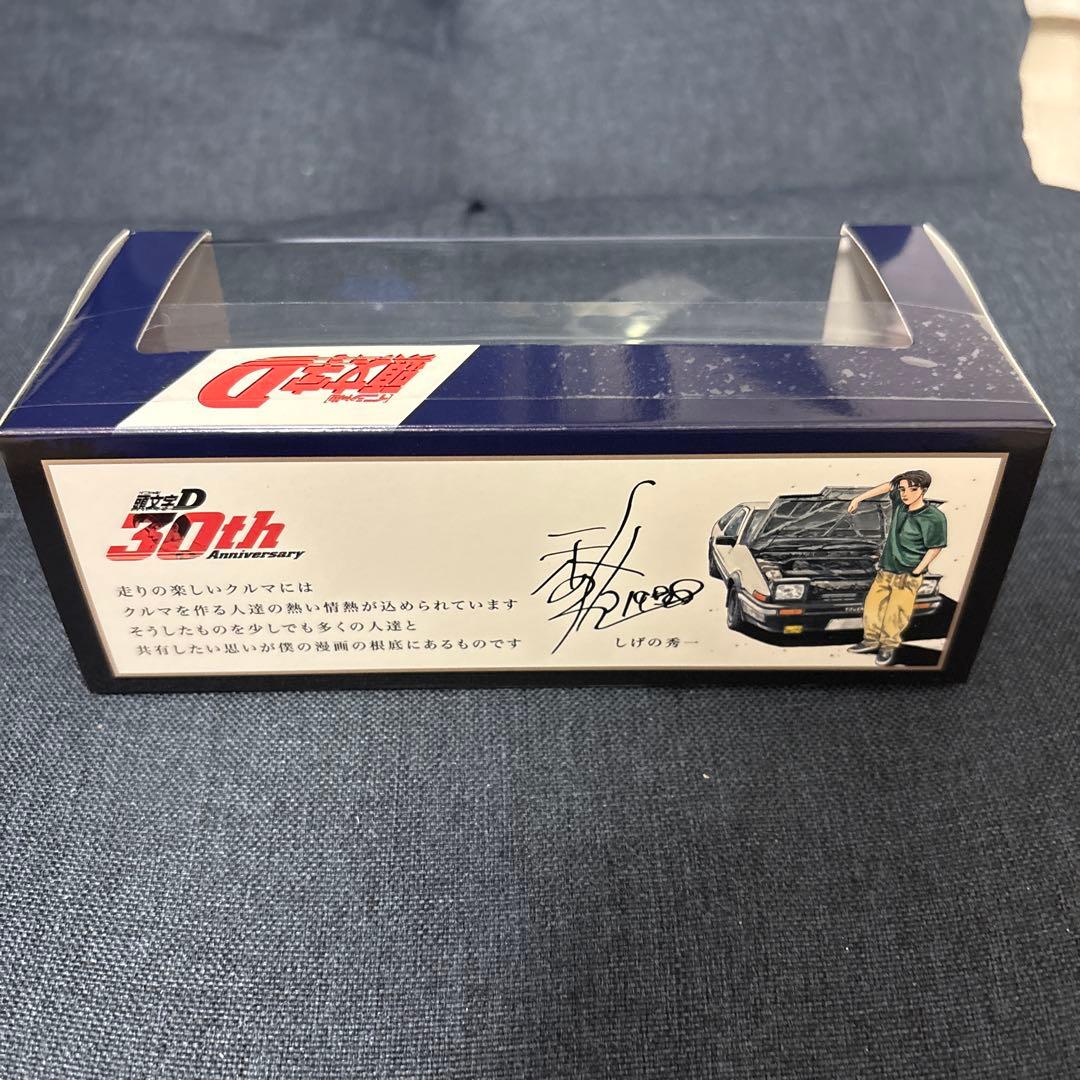 頭文字D
頭文字D
30th
Anniversary
走りの楽しいクルマには
クルマを作る人達の熱い情熱が込められています
そうしたものを少しでも多くの人達と
共有したい思いが僕の漫画の根底にあるものです
しげの秀一